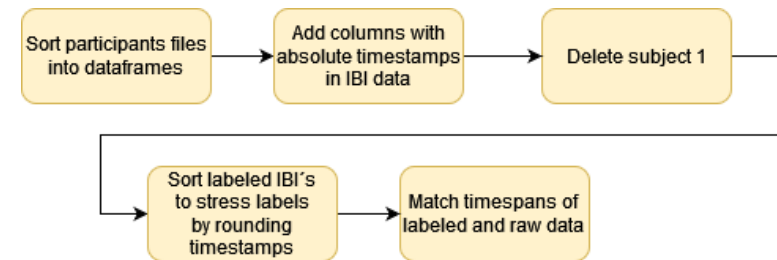 Sort participants files
into dataframes
Add columns with
absolute timestamps
in IBI data
Delete subject 1
Sort labeled IBI´s
to stress labels
by rounding
timestamps
Match timespans of
labeled and raw data